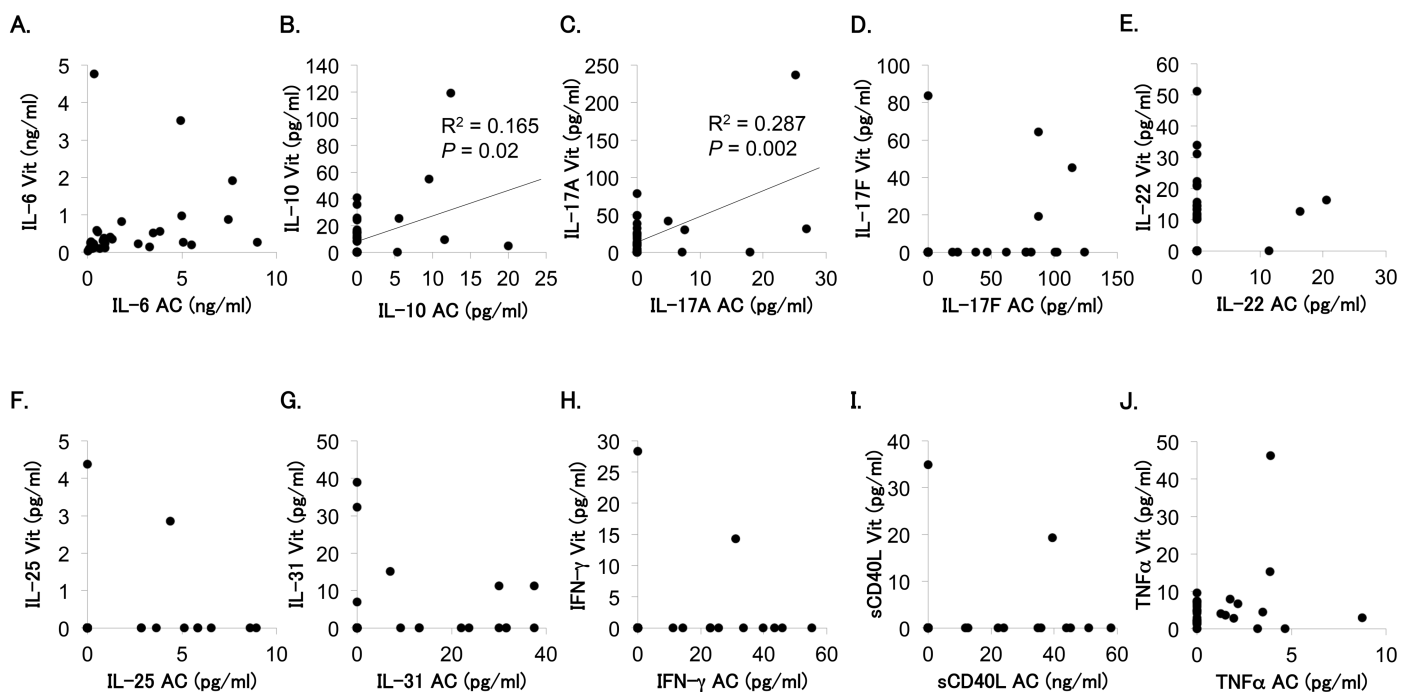 A.
B.
C.
D.
E.
IL-6 Vit (ng/ml)
5
4
3
2
1
0
0 5 10
IL-6 AC (ng/ml)
IL-10 Vit (pg/ml)
140
120
100
80
60
40
20
0
R² = 0.165
P = 0.02
0 5 10 15 20 25
IL-10 AC (pg/ml)
IL-17A Vit (pg/ml)
250
200
150
100
50
0
R² = 0.287
P = 0.002
0 10 20 30
IL-17A AC (pg/ml)
IL-17F Vit (pg/ml)
100
80
60
40
20
0
0 50 100 150
IL-17F AC (pg/ml)
IL-22 Vit (pg/ml)
60
50
40
30
20
10
0
0 10 20 30
IL-22 AC (pg/ml)
F.
G.
H.
I.
J.
IL-25 Vit (pg/ml)
5
4
3
2
1
0
0 5 10
IL-25 AC (pg/ml)
IL-31 Vit (pg/ml)
50
40
30
20
10
0
0 20 40
IL-31 AC (pg/ml)
IFN-γ Vit (pg/ml)
30
25
20
15
10
5
0
0 20 40 60
IFN-γ AC (pg/ml)
sCD40L Vit (pg/ml)
40
30
20
10
0
0 20 40 60
sCD40L AC (ng/ml)
TNFα Vit (pg/ml)
50
40
30
20
10
0
0 5 10
TNFα AC (pg/ml)